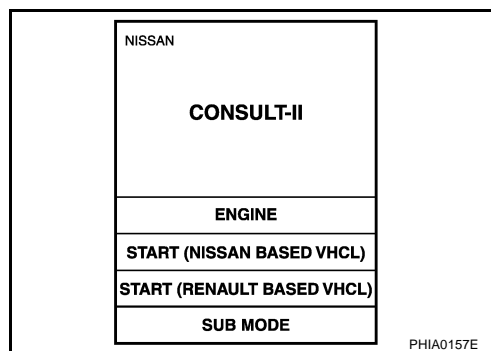 NISSAN
CONSULT-II
ENGINE
START (NISSAN BASED VHCL)
START (RENAULT BASED VHCL)
SUB MODE
PHIA0157E